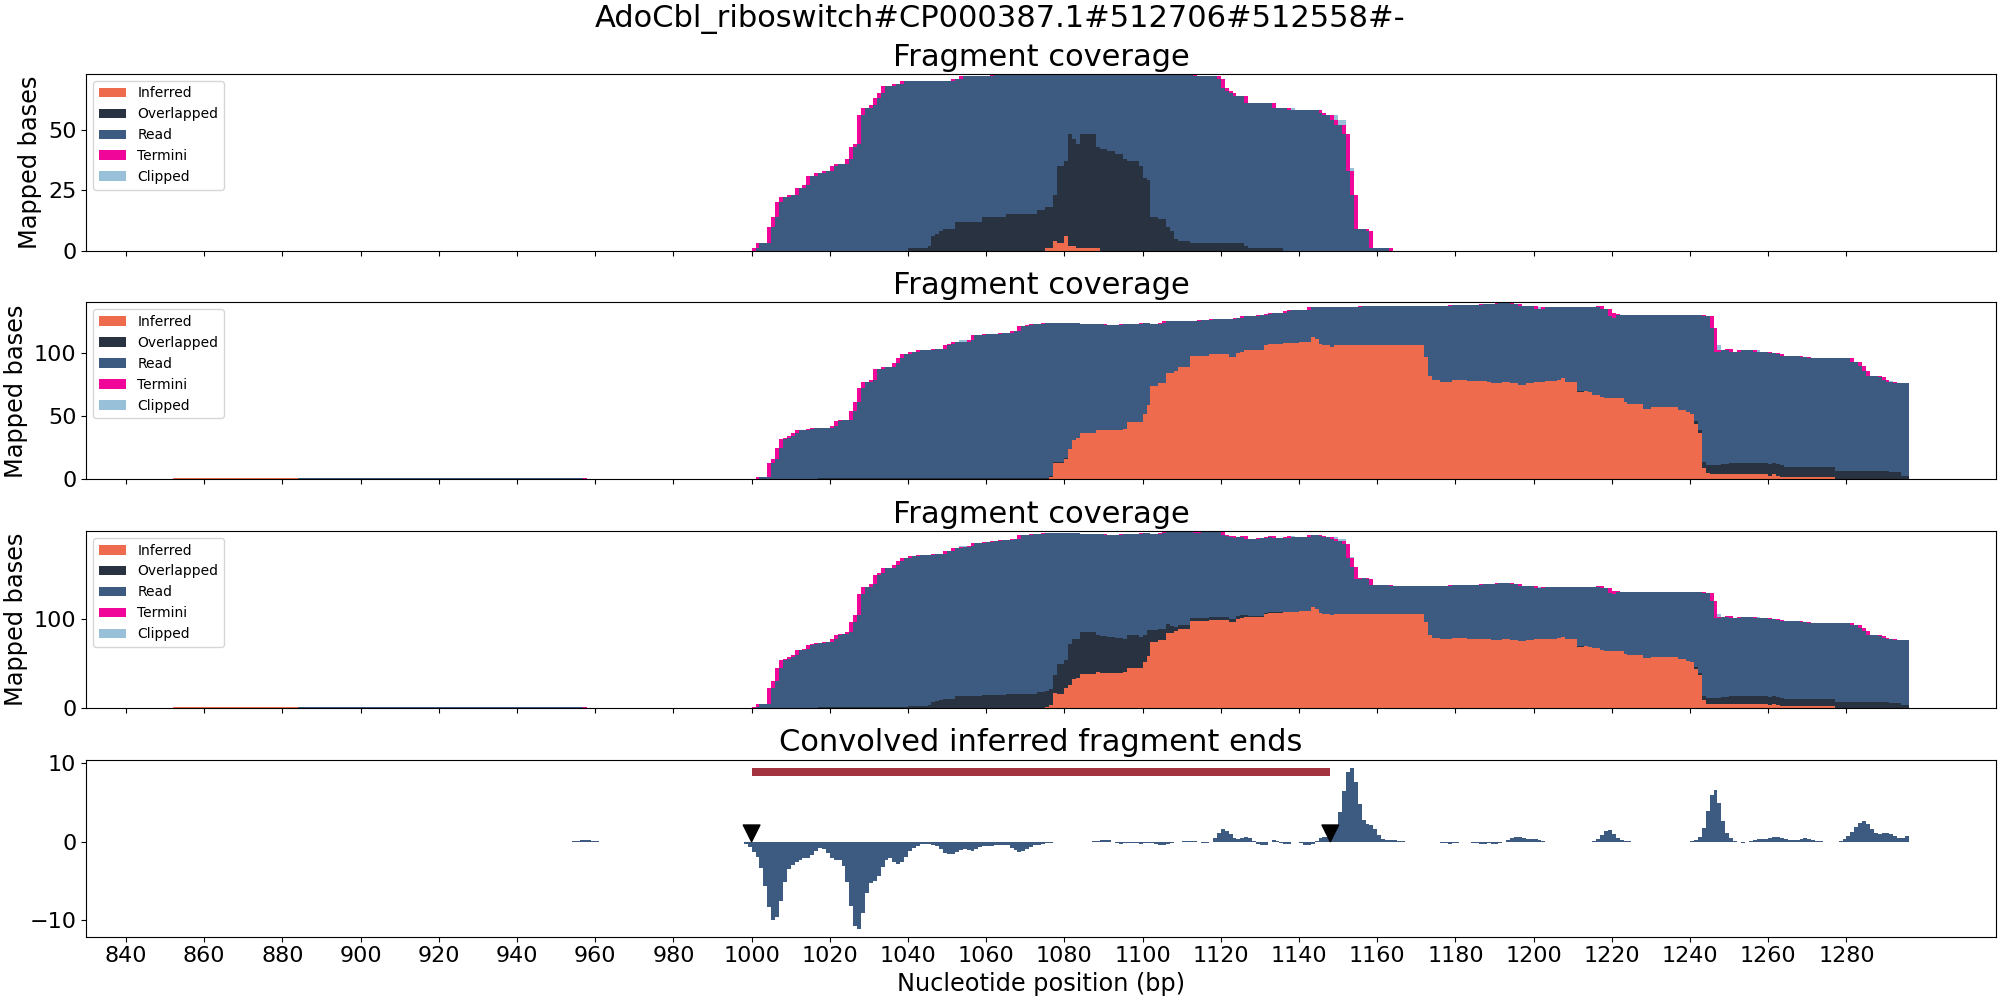 AdoCbl_riboswitch#CP000387.1#512706#512558#-
Fragment coverage
Mapped bases
50
25
0
Inferred
Overlapped
Read
Termini
Clipped
Fragment coverage
Mapped bases
100
50
0
Inferred
Overlapped
Read
Termini
Clipped
Fragment coverage
Mapped bases
100
0
Inferred
Overlapped
Read
Termini
Clipped
Convolved inferred fragment ends
10
0
−10
840 860 880 900 920 940 960 980 1000 1020 1040 1060 1080 1100 1120 1140 1160 1180 1200 1220 1240 1260 1280
Nucleotide position (bp)